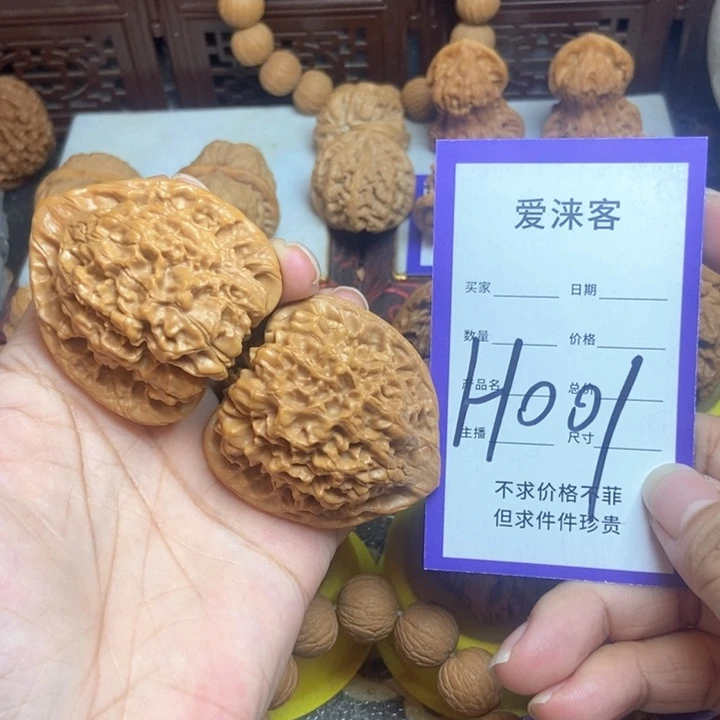 爱涞客
买家 日期
数量 价格
产品名 总价
H001
主播 尺寸
不求价格不菲
但求件件珍贵